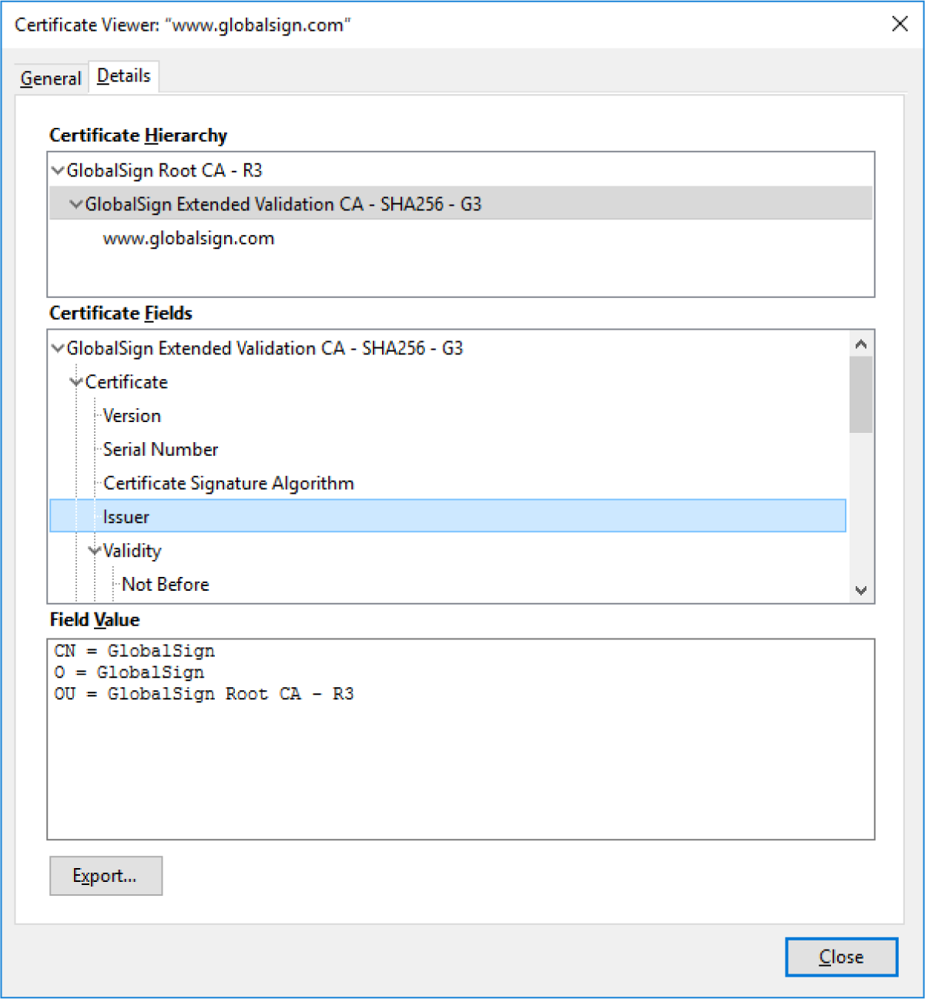 Certificate Viewer: "www.globalsign.com"
General Details
Certificate Hierarchy
GlobalSign Root CA - R3
GlobalSign Extended Validation CA - SHA256 - G3
www.globalsign.com
Certificate Fields
GlobalSign Extended Validation CA - SHA256 - G3
Certificate
Version
Serial Number
Certificate Signature Algorithm
Issuer
Validity
Not Before
Field Value
CN = GlobalSign
O = GlobalSign
OU = GlobalSign Root CA - R3
Export...
Close